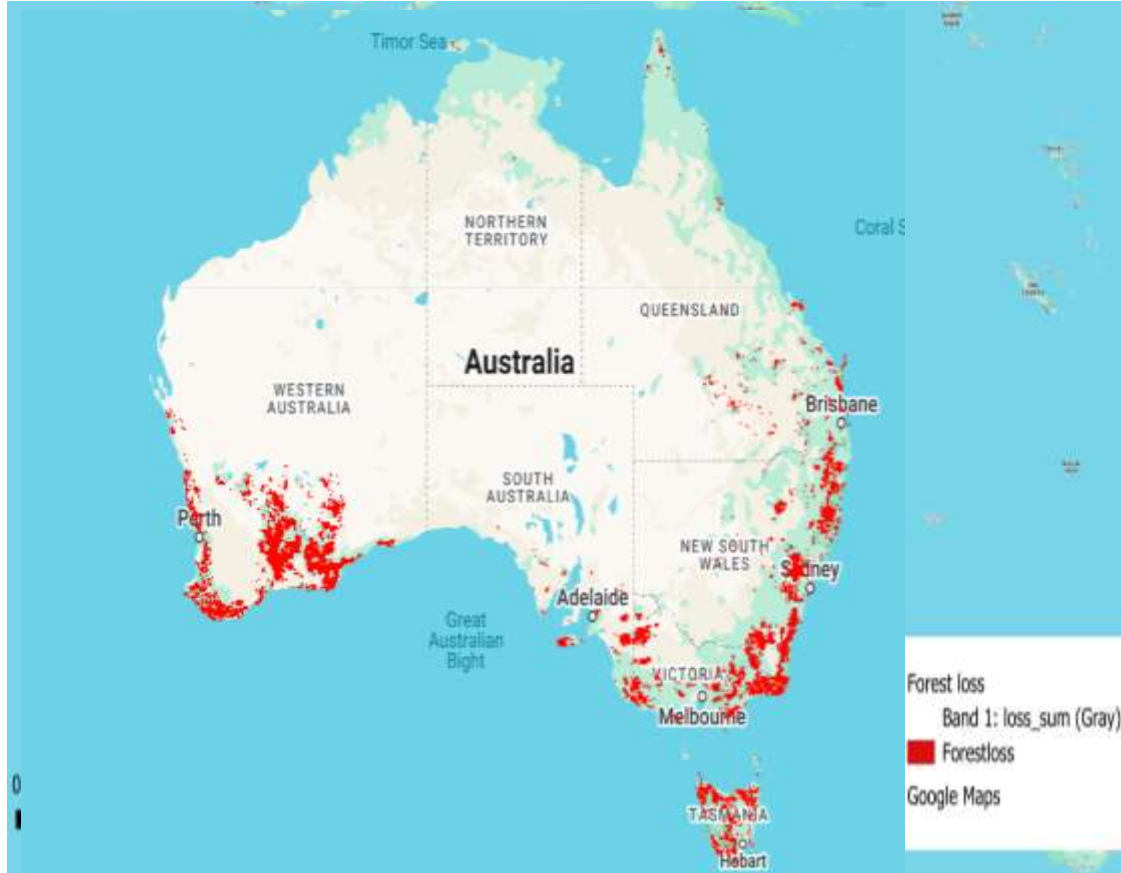 Timor Sea
Coral S
NORTHERN
TERRITORY
QUEENSLAND
Australia
WESTERN
AUSTRALIA
Brisbane
SOUTH
AUSTRALIA
Perth
NEW SOUTH
WALES
Sydney
Adelaide
Great
Australian
Bight
VICTORIA
Melbourne
TASMANIA
Hobart
0
Forest loss
Band 1: loss_sum (Gray)
Forestloss
Google Maps